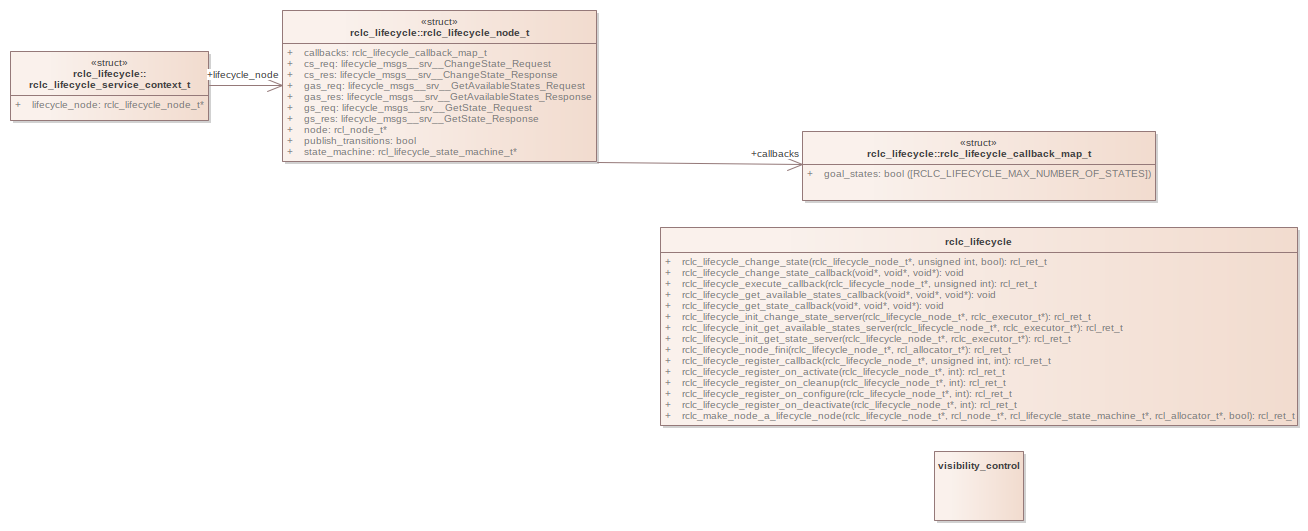 «struct»
rclc_lifecycle::
rclc_lifecycle_service_context_t
+ lifecycle_node: rclc_lifecycle_node_t*
+lifecycle_node
«struct»
rclc_lifecycle::rclc_lifecycle_node_t
+ callbacks: rclc_lifecycle_callback_map_t
+ cs_req: lifecycle_msgs__srv__ChangeState_Request
+ cs_res: lifecycle_msgs__srv__ChangeState_Response
+ gas_req: lifecycle_msgs__srv__GetAvailableStates_Request
+ gas_res: lifecycle_msgs__srv__GetAvailableStates_Response
+ gs_req: lifecycle_msgs__srv__GetState_Request
+ gs_res: lifecycle_msgs__srv__GetState_Response
+ node: rcl_node_t*
+ publish_transitions: bool
+ state_machine: rcl_lifecycle_state_machine_t*
+callbacks
«struct»
rclc_lifecycle::rclc_lifecycle_callback_map_t
+ goal_states: bool ([RCLC_LIFECYCLE_MAX_NUMBER_OF_STATES])
rclc_lifecycle
+ rclc_lifecycle_change_state(rclc_lifecycle_node_t*, unsigned int, bool): rcl_ret_t
+ rclc_lifecycle_change_state_callback(void*, void*, void*): void
+ rclc_lifecycle_execute_callback(rclc_lifecycle_node_t*, unsigned int): rcl_ret_t
+ rclc_lifecycle_get_available_states_callback(void*, void*, void*): void
+ rclc_lifecycle_get_state_callback(void*, void*, void*): void
+ rclc_lifecycle_init_change_state_server(rclc_lifecycle_node_t*, rclc_executor_t*): rcl_ret_t
+ rclc_lifecycle_init_get_available_states_server(rclc_lifecycle_node_t*, rclc_executor_t*): rcl_ret_t
+ rclc_lifecycle_init_get_state_server(rclc_lifecycle_node_t*, rclc_executor_t*): rcl_ret_t
+ rclc_lifecycle_node_fini(rclc_lifecycle_node_t*, rcl_allocator_t*): rcl_ret_t
+ rclc_lifecycle_register_callback(rclc_lifecycle_node_t*, unsigned int, int): rcl_ret_t
+ rclc_lifecycle_register_on_activate(rclc_lifecycle_node_t*, int): rcl_ret_t
+ rclc_lifecycle_register_on_cleanup(rclc_lifecycle_node_t*, int): rcl_ret_t
+ rclc_lifecycle_register_on_configure(rclc_lifecycle_node_t*, int): rcl_ret_t
+ rclc_lifecycle_register_on_deactivate(rclc_lifecycle_node_t*, int): rcl_ret_t
+ rclc_make_node_a_lifecycle_node(rclc_lifecycle_node_t*, rcl_node_t*, rcl_lifecycle_state_machine_t*, rcl_allocator_t*, bool): rcl_ret_t
visibility_control